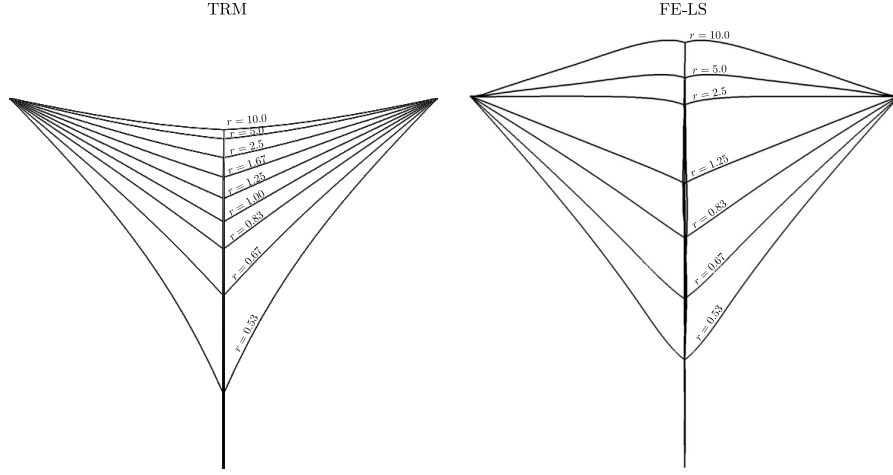 TRM
FE-LS
r = 10.0
r = 5.0
r = 2.5
r = 1.67
r = 1.25
r = 1.00
r = 0.83
r = 0.67
r = 0.53
r = 10.0
r = 5.0
r = 2.5
r = 1.25
r = 0.83
r = 0.67
r = 0.53